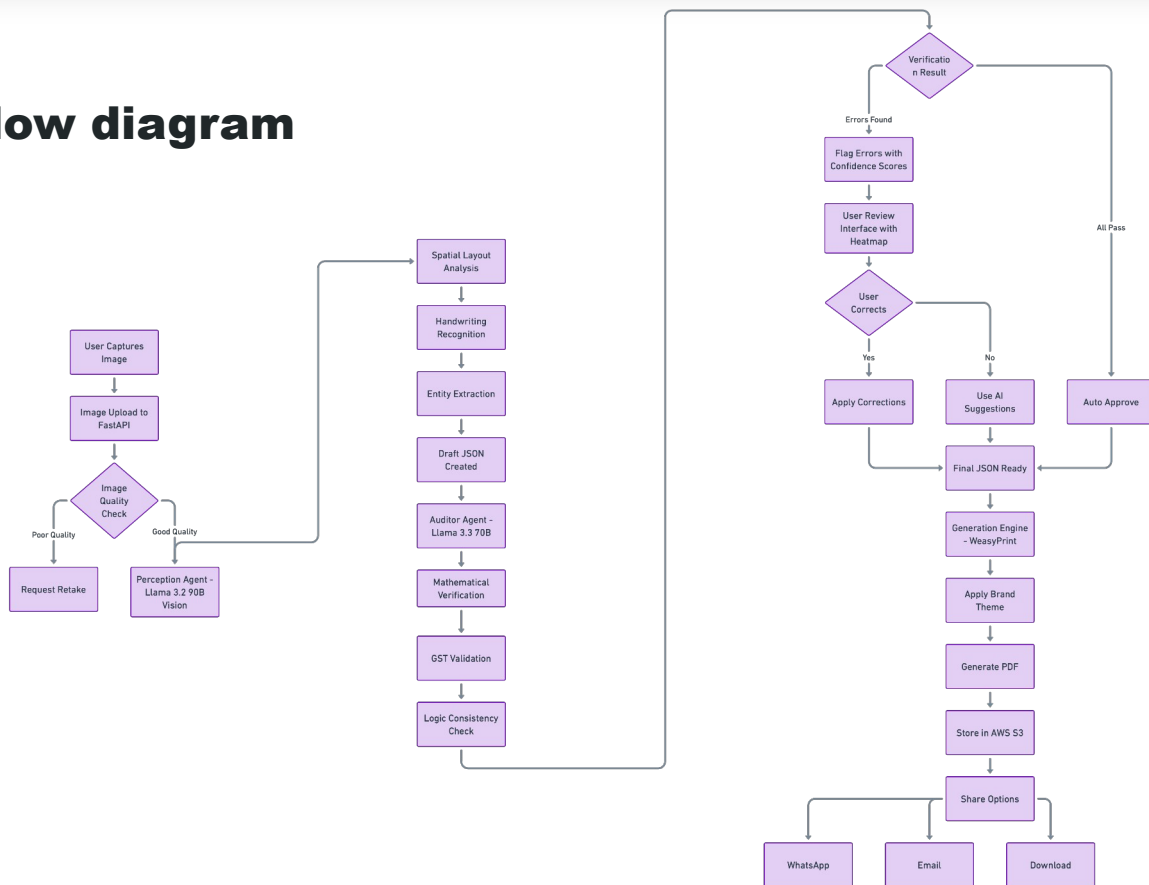 low diagram
User Captures
Image
Image Upload to
FastAPI
Image
Quality
Check
Poor Quality
Good Quality
Request Retake
Perception Agent -
Llama 3.2 90B
Vision
Spatial Layout
Analysis
Handwriting
Recognition
Entity Extraction
Draft JSON
Created
Auditor Agent -
Llama 3.3 70B
Mathematical
Verification
GST Validation
Logic Consistency
Check
Verificatio
n Result
Errors Found
All Pass
Flag Errors with
Confidence Scores
User Review
Interface with
Heatmap
User
Corrects
Yes
No
Apply Corrections
Use AI
Suggestions
Auto Approve
Final JSON Ready
Generation Engine
- WeasyPrint
Apply Brand
Theme
Generate PDF
Store in AWS S3
Share Options
WhatsApp
Email
Download